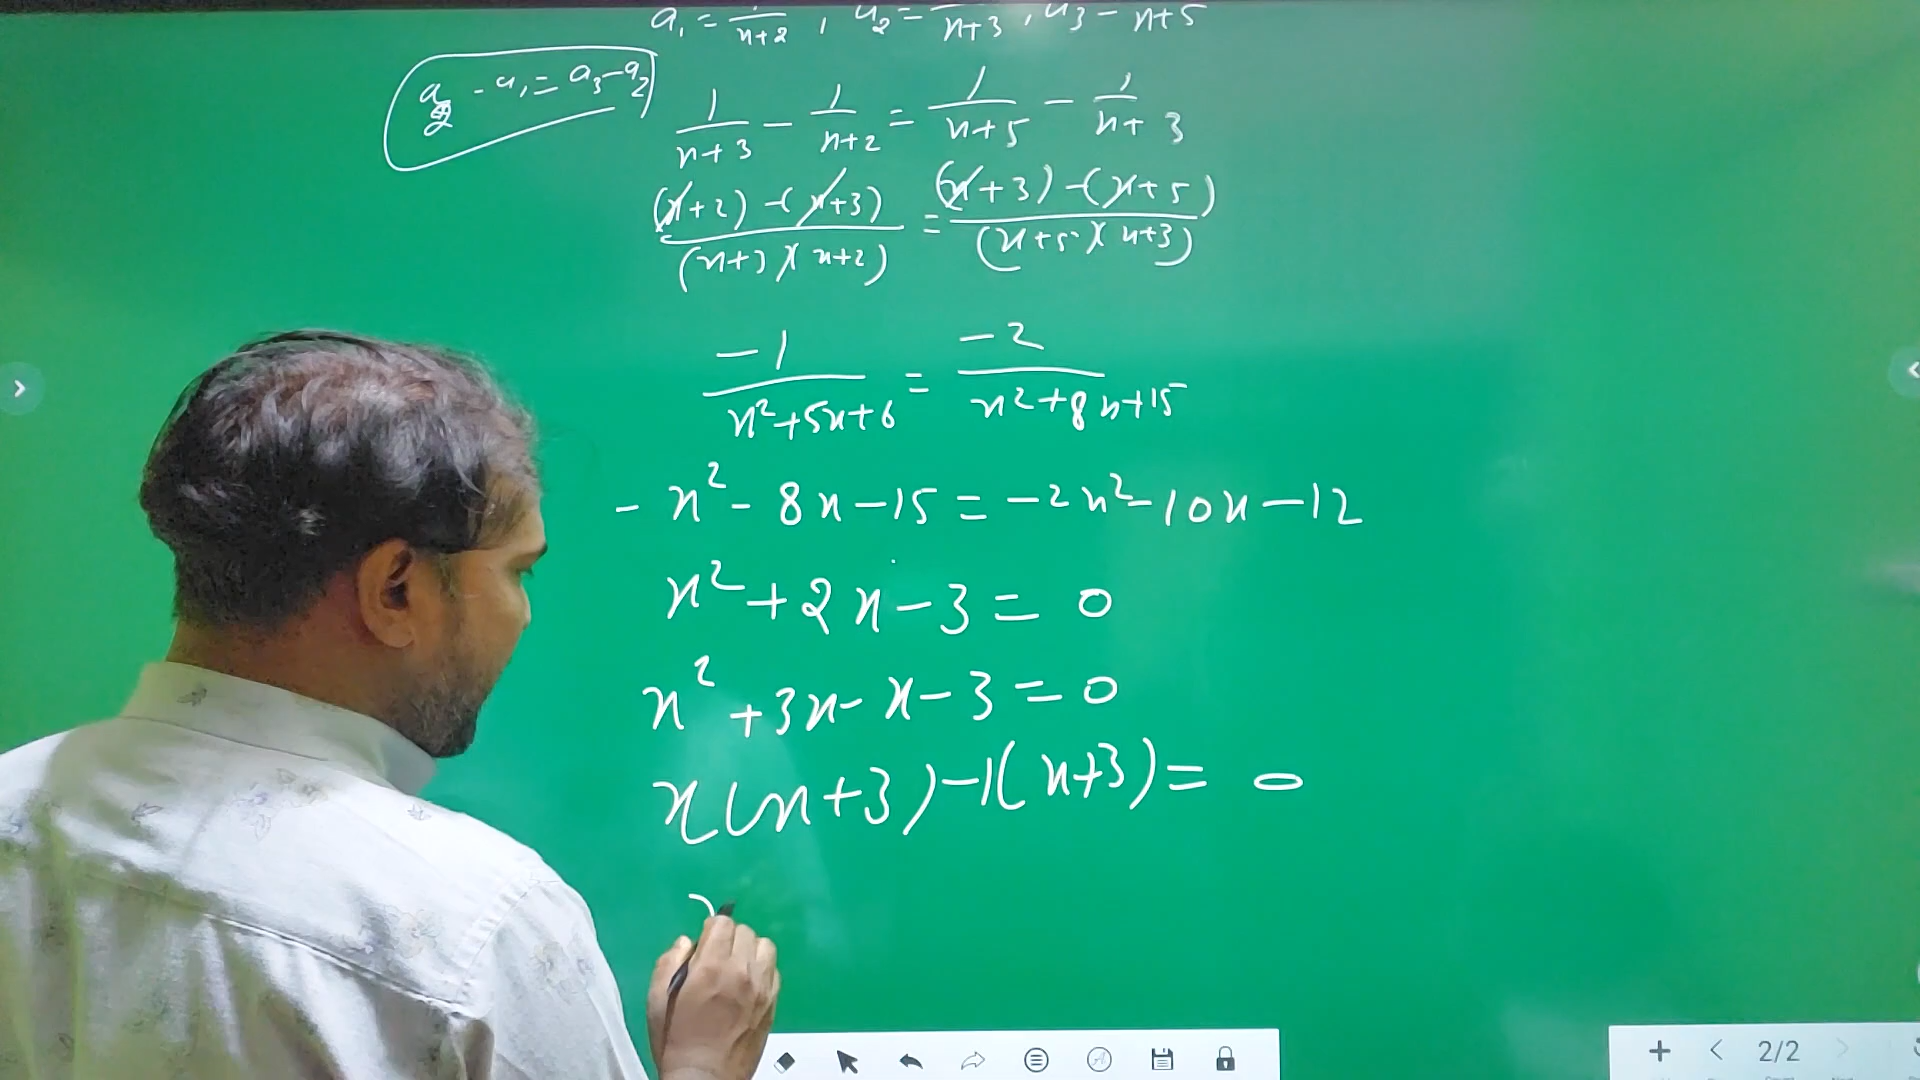 a₁ = 1/(x+2), a₂ = 1/(x+3), a₃ - x+5
a₂ - a₁ = a₃ - a₂
1/(x+3) - 1/(x+2) = 1/(x+5) - 1/(x+3)
((x+2) - (x+3))/((x+3)(x+2)) = ((x+3) - (x+5))/((x+5)(x+3))
-1/(x²+5x+6) = -2/(x²+8x+15)
- x² - 8x - 15 = -2x² - 10x - 12
x² + 2x - 3 = 0
x² + 3x - x - 3 = 0
x(x+3) - 1(x+3) = 0
2/2